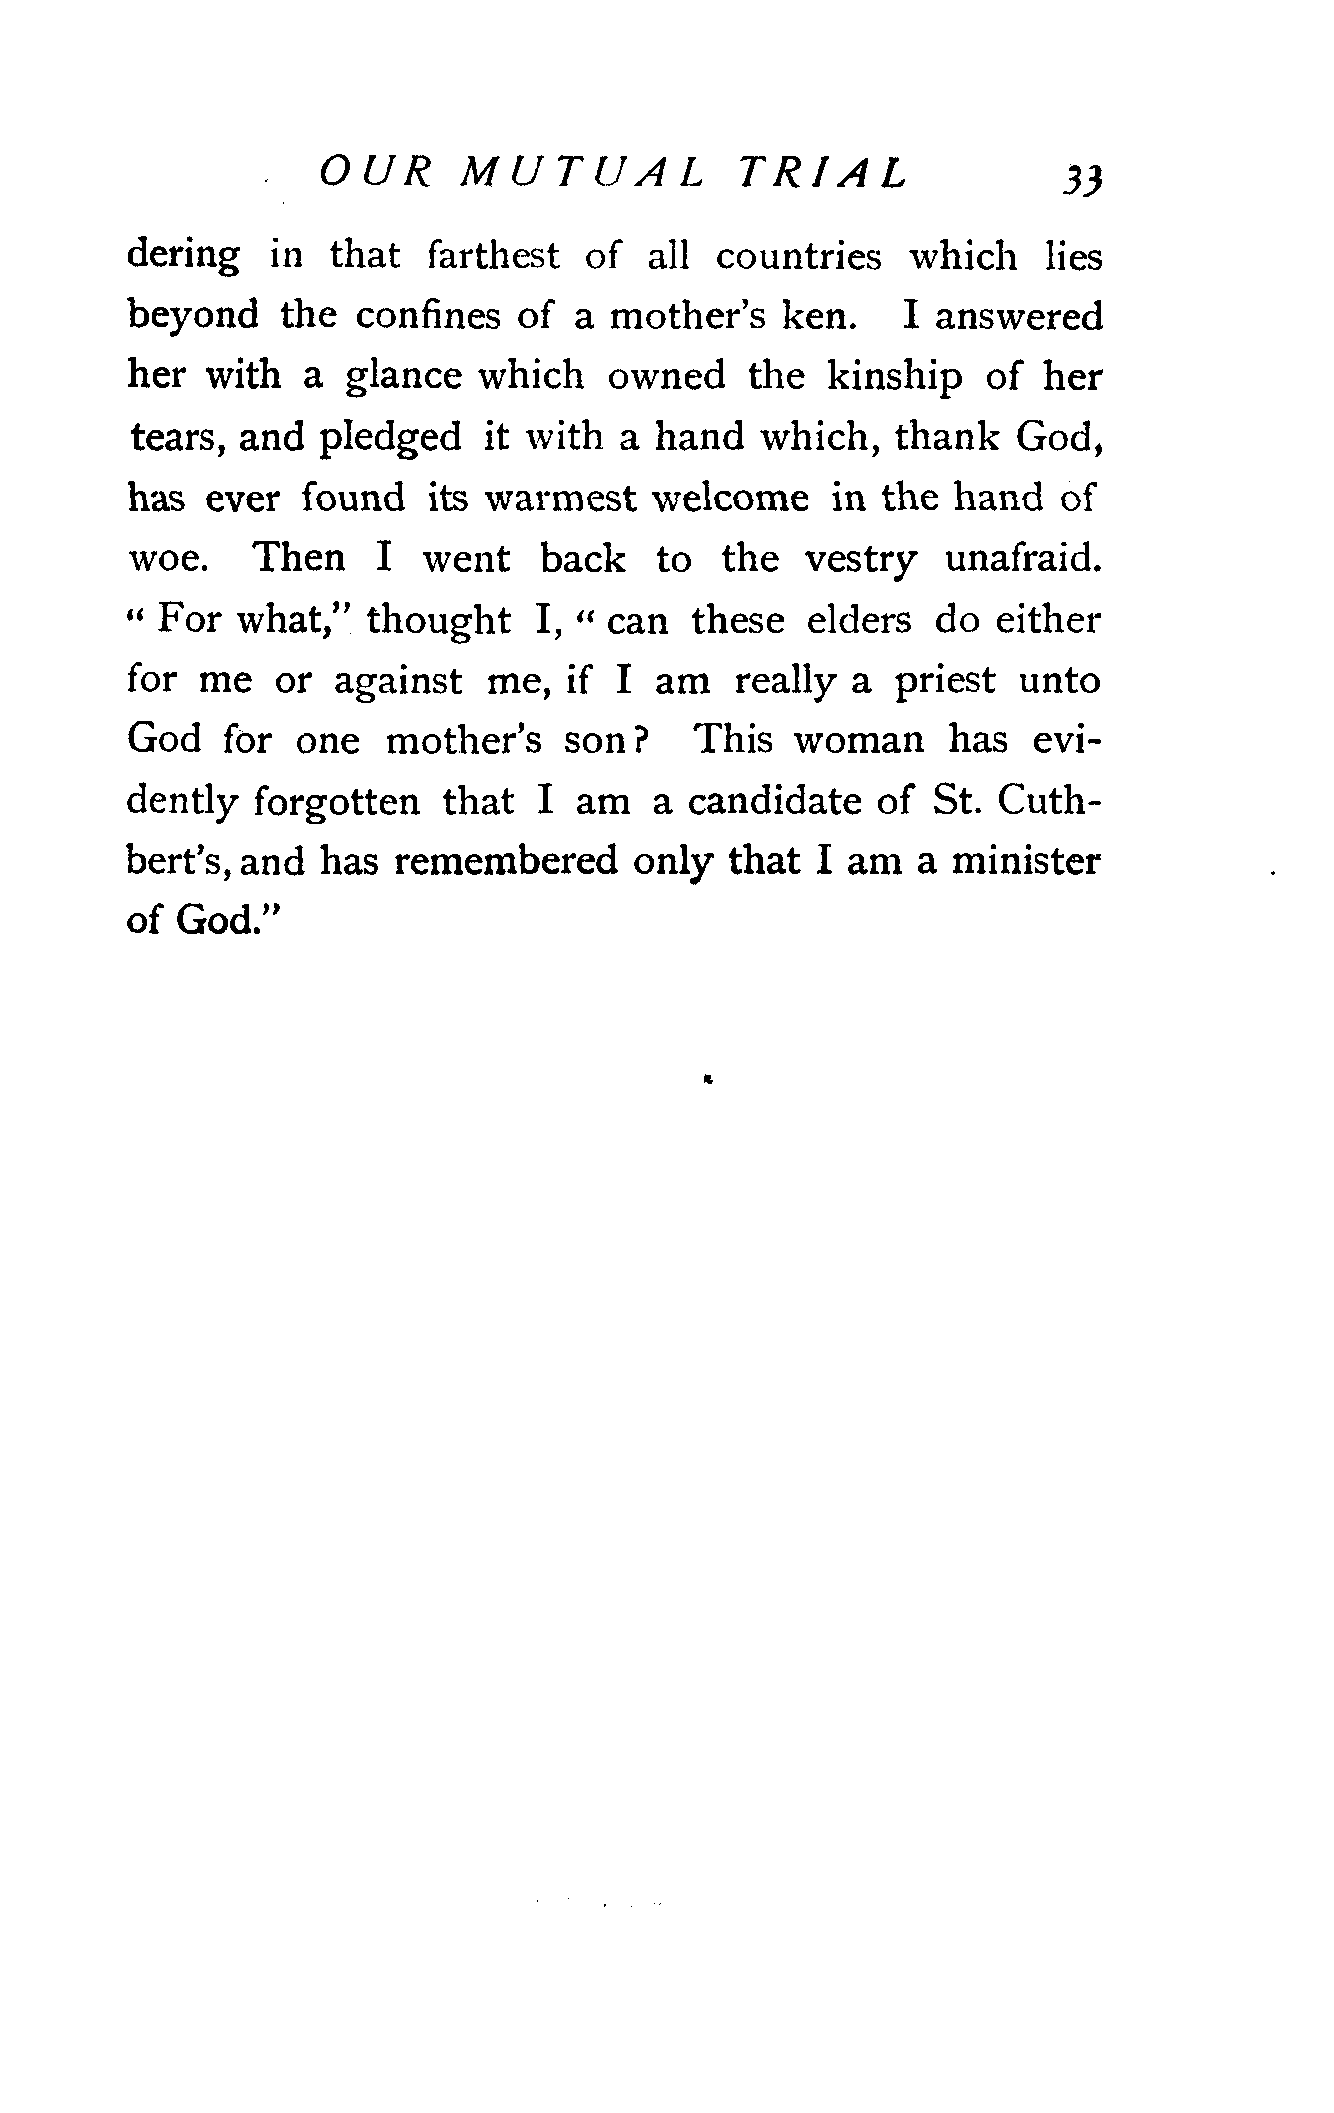 OUR MUTUAL TRIAL 33
dering in that farthest of all countries which lies
beyond the confines of a mother's ken. I answered
her with a glance which owned the kinship of her
tears, and pledged it with a hand which, thank God,
has ever found its warmest welcome in the hand of
woe. Then I went back to the vestry unafraid.
“ For what,” thought I, “ can these elders do either
for me or against me, if I am really a priest unto
God for one mother's son? This woman has evi-
dently forgotten that I am a candidate of St. Cuth-
bert's, and has remembered only that I am a minister
of God.”